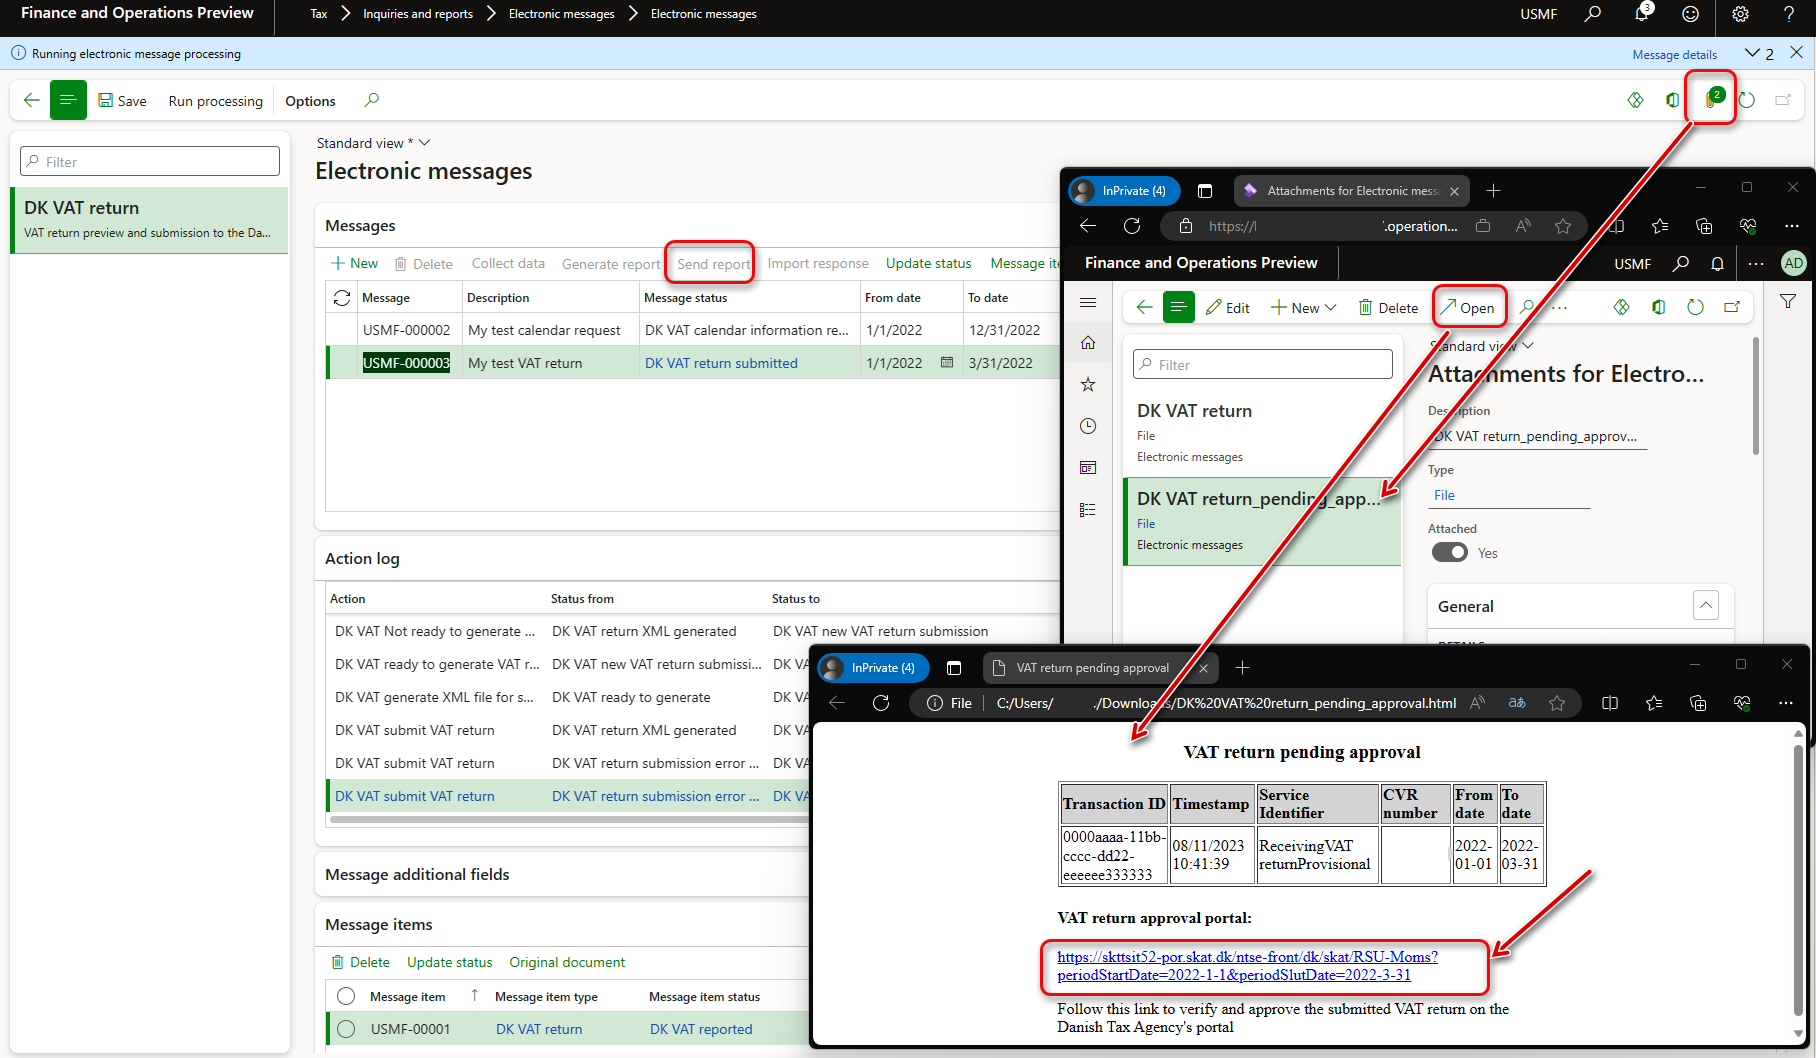 Finance and Operations Preview
Tax
Inquiries and reports
Electronic messages
Electronic messages
USMF
3
Running electronic message processing
Message details
2
Save
Run processing
Options
2
Filter
DK VAT return
VAT return preview and submission to the Da...
Standard view *
Electronic messages
Messages
New
Delete
Collect data
Generate report
Send report
Import response
Update status
Message ite
Message
Description
Message status
From date
To date
USMF-000002
My test calendar request
DK VAT calendar information re...
1/1/2022
12/31/2022
USMF-000003
My test VAT return
DK VAT return submitted
1/1/2022
3/31/2022
Action log
Action
Status from
Status to
DK VAT Not ready to generate ...
DK VAT return XML generated
DK VAT new VAT return submission
DK VAT ready to generate VAT r...
DK VAT new VAT return submissi...
DK VA
DK VAT generate XML file for s...
DK VAT ready to generate
DK VA
DK VAT submit VAT return
DK VAT return XML generated
DK VA
DK VAT submit VAT return
DK VAT return submission error ...
DK VA
DK VAT submit VAT return
DK VAT return submission error ...
DK VA
Message additional fields
Message items
Delete
Update status
Original document
Message item
Message item type
Message item status
USMF-00001
DK VAT return
DK VAT reported
InPrivate (4)
Attachments for Electronic mess
https://
.operation...
Finance and Operations Preview
USMF
AD
Edit
New
Delete
Open
Filter
DK VAT return
File
Electronic messages
DK VAT return_pending_app...
File
Electronic messages
Standard view
Attachments for Electro...
Description
DK VAT return_pending_approv...
Type
File
Attached
Yes
General
InPrivate (4)
VAT return pending approval
File
C:/Users/
./Downloads/DK%20VAT%20return_pending_approval.html
VAT return pending approval
Transaction ID
Timestamp
Service Identifier
CVR number
From date
To date
0000aaaa-11bb-cccc-dd22-eeeeee333333
08/11/2023 10:41:39
ReceivingVAT returnProvisional
2022-01-01
2022-03-31
VAT return approval portal:
https://skttsit52-por.skat.dk/ntse-front/dk/skat/RSU-Moms?
periodStartDate=2022-1-1&periodSlutDate=2022-3-31
Follow this link to verify and approve the submitted VAT return on the
Danish Tax Agency's portal